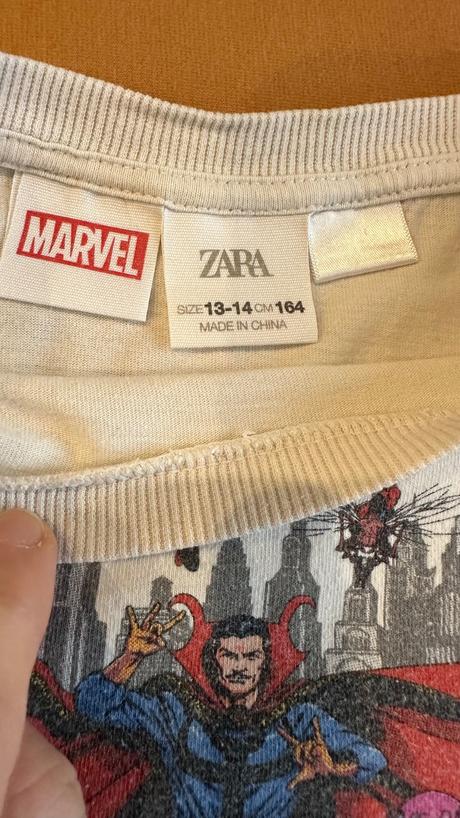 MARVEL
ZARA
SIZE 13-14 CM 164
MADE IN CHINA